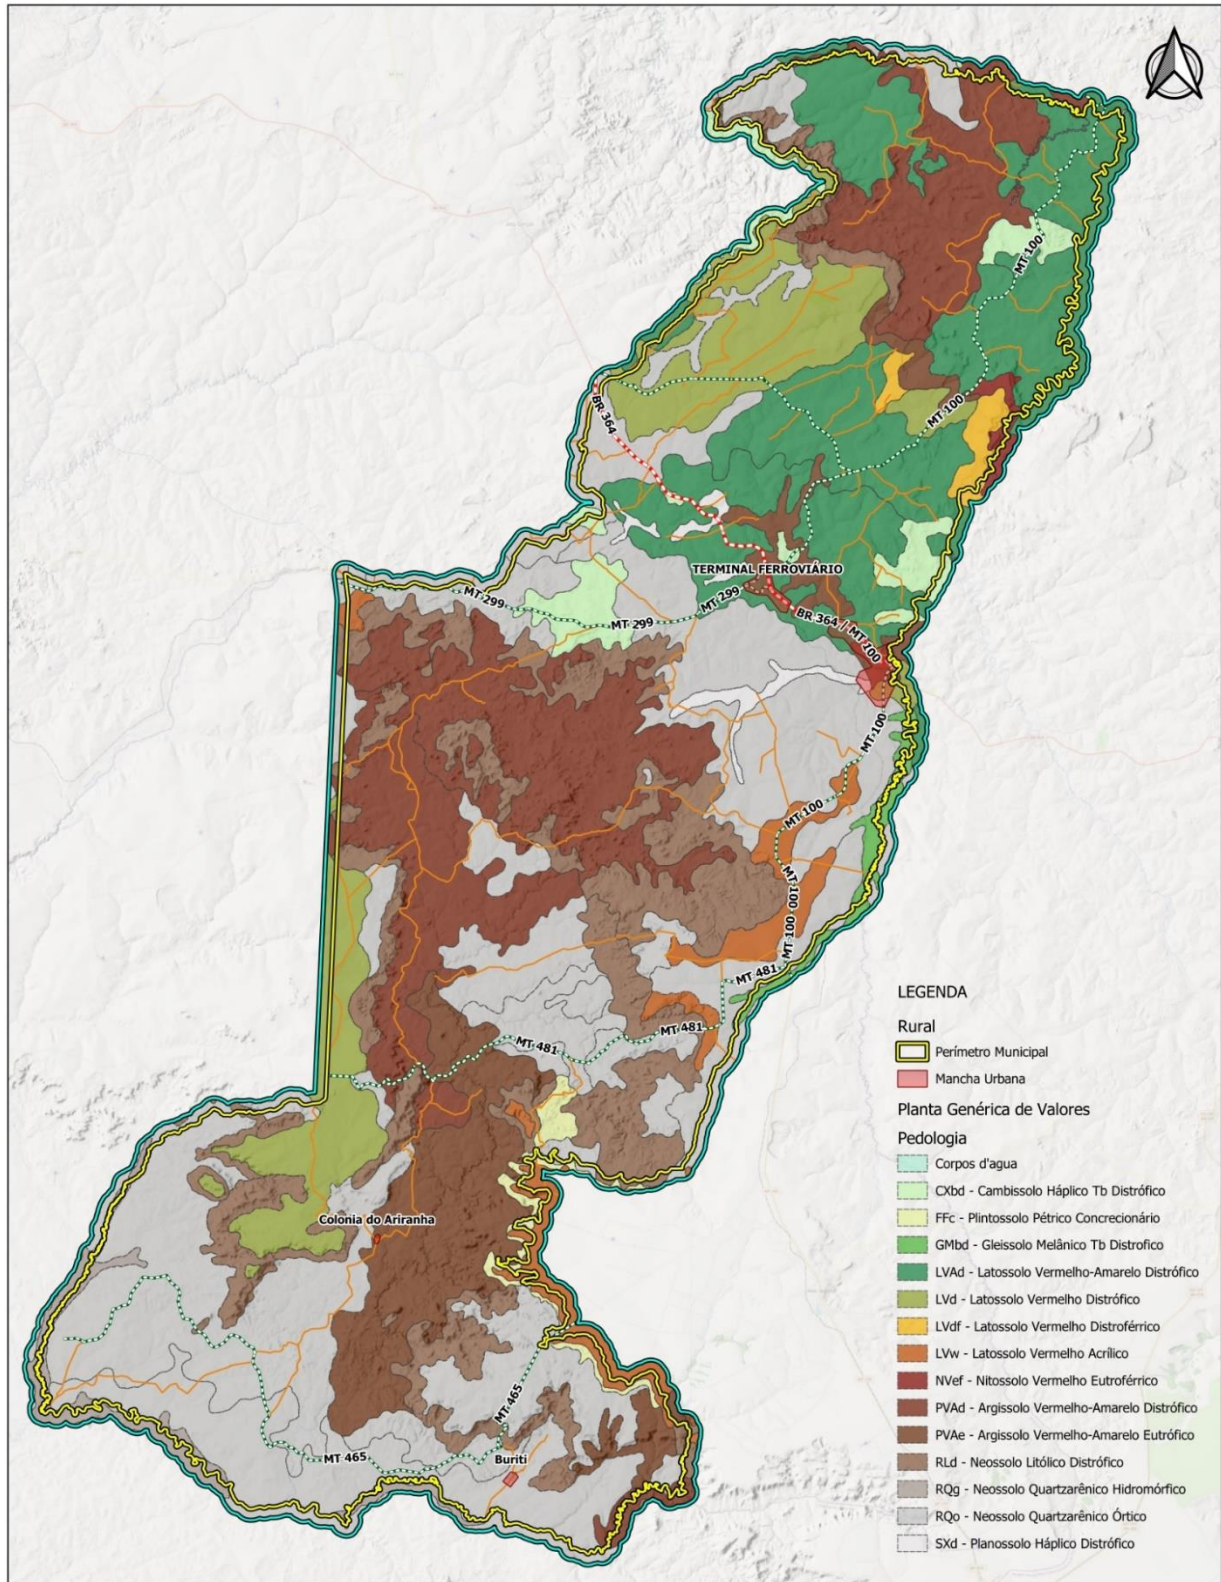 MT 100
MT 100
BR 364
TERMINAL FERROVIÁRIO
MT 299
MT 299
MT 299
BR 364 / MT 100
MT 100
MT 100
MT 100
MT 100
MT 481
MT 481
MT 481
Colonia do Ariranha
MT 465
MT 465
Buriti
LEGENDA
Rural
Perímetro Municipal
Mancha Urbana
Planta Genérica de Valores
Pedologia
Corpos d'agua
CXbd - Cambissolo Háplico Tb Distrófico
FFc - Plintossolo Pétrico Concrecionário
GMbd - Gleissolo Melânico Tb Distrofico
LVAd - Latossolo Vermelho-Amarelo Distrófico
LVd - Latossolo Vermelho Distrófico
LVdf - Latossolo Vermelho Distroférrico
LVw - Latossolo Vermelho Acrílico
NVef - Nitossolo Vermelho Eutroférrico
PVAd - Argissolo Vermelho-Amarelo Distrófico
PVAe - Argissolo Vermelho-Amarelo Eutrófico
RLd - Neossolo Litólico Distrófico
RQg - Neossolo Quartzarênico Hidromórfico
RQo - Neossolo Quartzarênico Órtico
SXd - Planossolo Háplico Distrófico